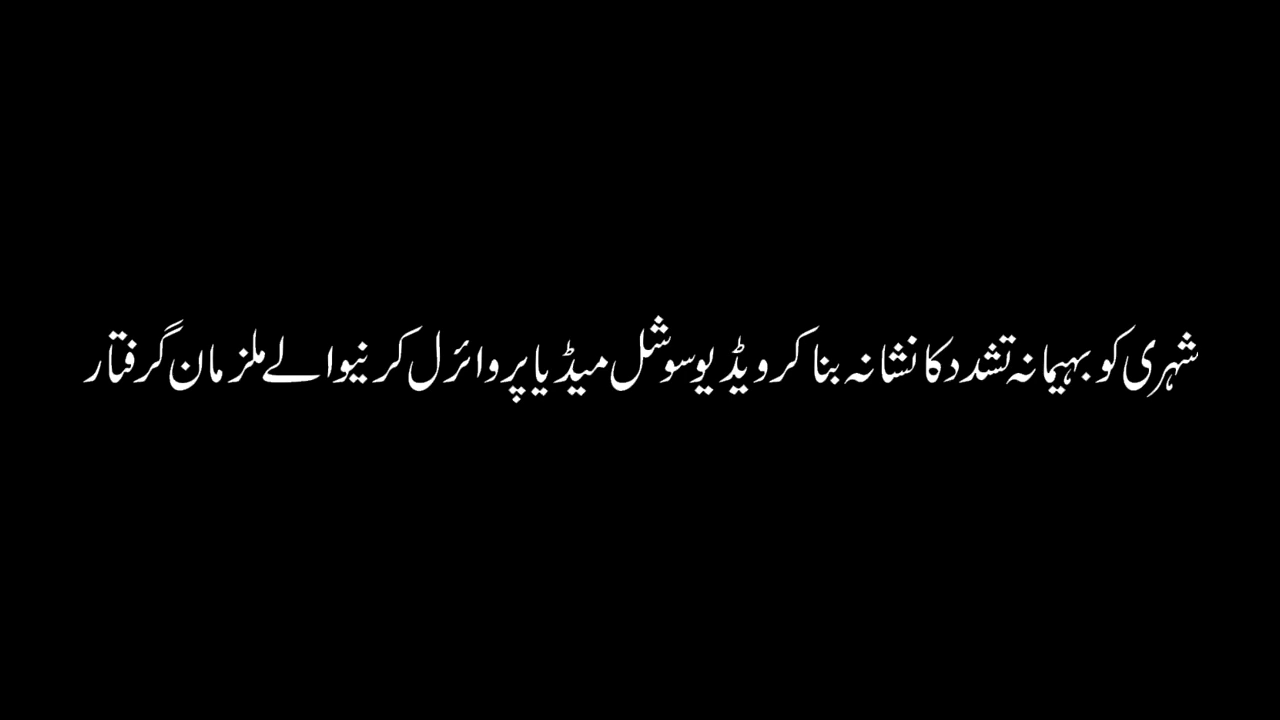 شہری کو بہیمانہ تشدد کا نشانہ بنا کر ویڈیو سوشل میڈیا پر وائرل کرنیوالے ملزمان گرفتار